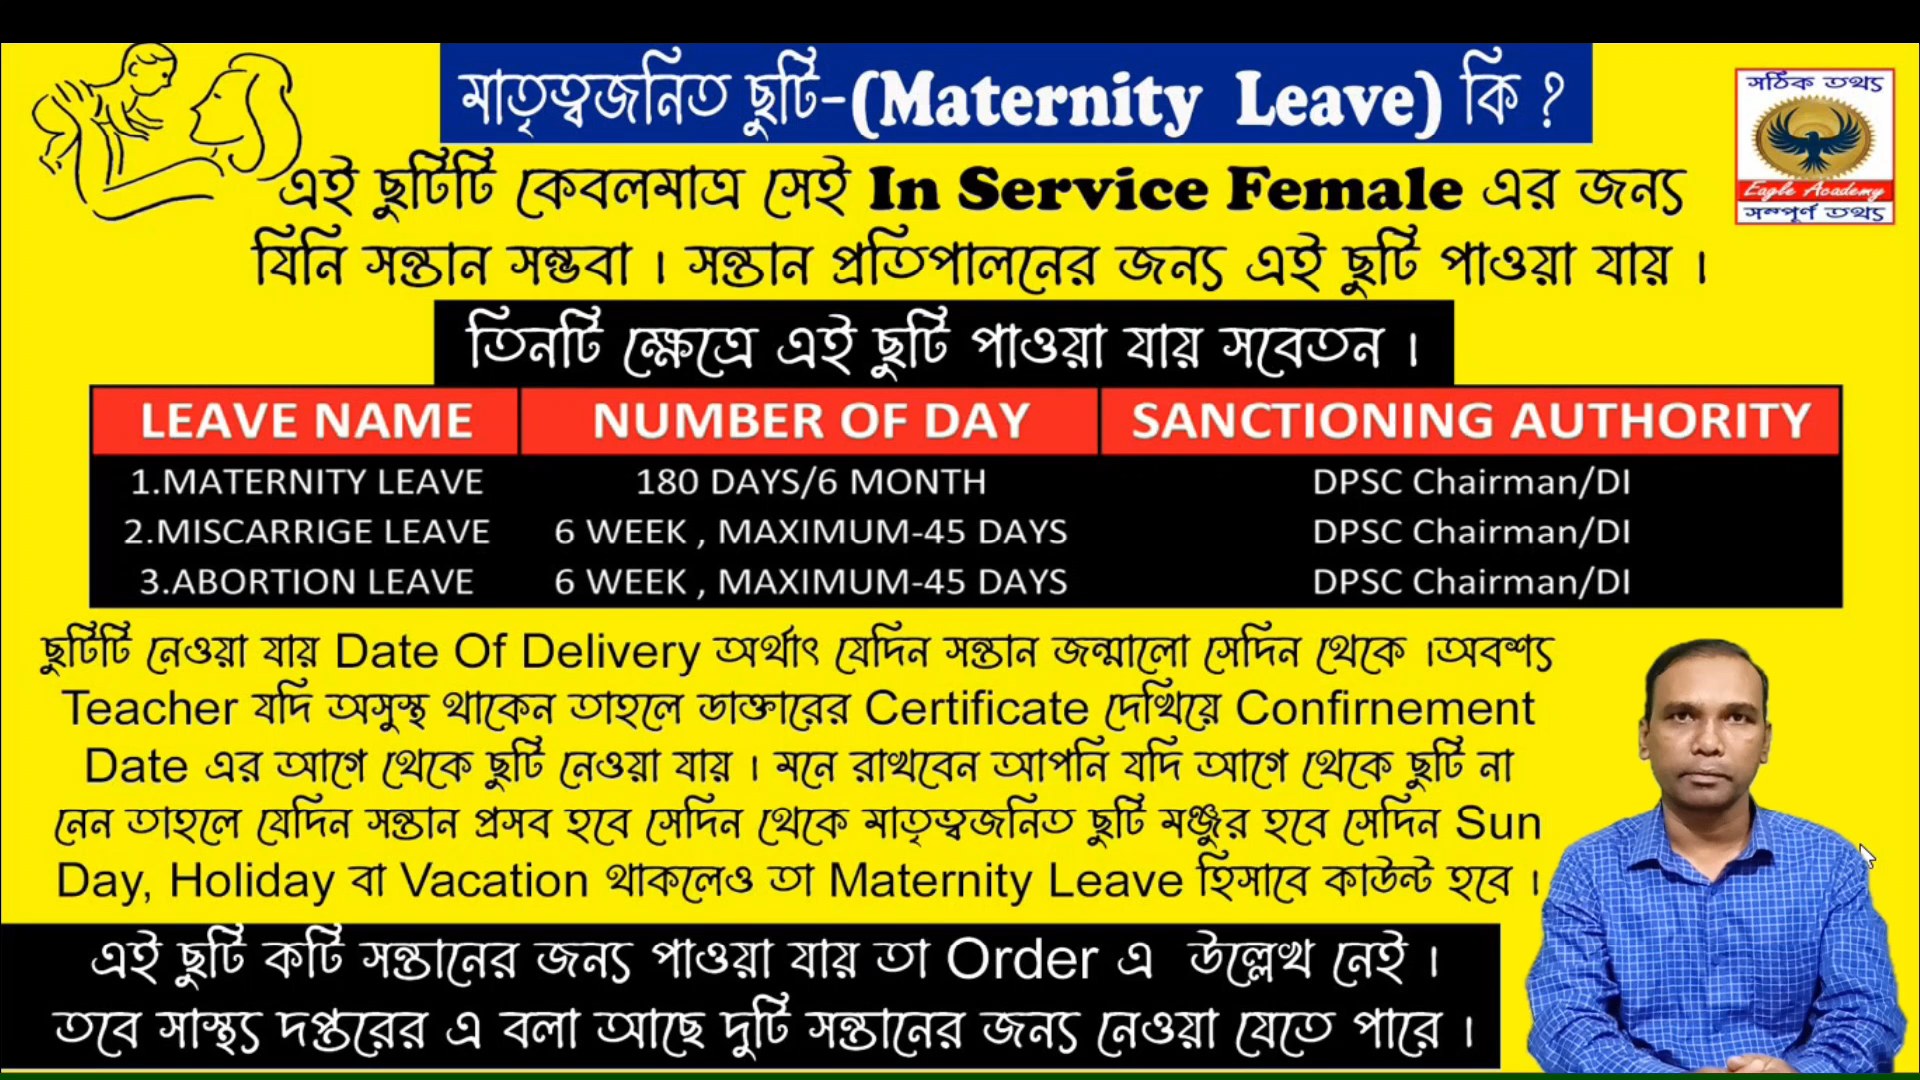 মাতৃত্বজনিত ছুটি-(Maternity Leave) কি ?
সঠিক তথ্য
Eagle Academy
সম্পূর্ণ তথ্য
এই ছুটিটি কেবলমাত্র সেই In Service Female এর জন্য
যিনি সন্তান সম্ভবা । সন্তান প্রতিপালনের জন্য এই ছুটি পাওয়া যায় ।
তিনটি ক্ষেত্রে এই ছুটি পাওয়া যায় সবেতন ।
LEAVE NAME NUMBER OF DAY SANCTIONING AUTHORITY
1.MATERNITY LEAVE 180 DAYS/6 MONTH DPSC Chairman/DI
2.MISCARRIGE LEAVE 6 WEEK , MAXIMUM-45 DAYS DPSC Chairman/DI
3.ABORTION LEAVE 6 WEEK , MAXIMUM-45 DAYS DPSC Chairman/DI
ছুটিটি নেওয়া যায় Date Of Delivery অর্থাৎ যেদিন সন্তান জন্মালো সেদিন থেকে ।অবশ্য
Teacher যদি অসুস্থ থাকেন তাহলে ডাক্তারের Certificate দেখিয়ে Confirnement
Date এর আগে থেকে ছুটি নেওয়া যায় । মনে রাখবেন আপনি যদি আগে থেকে ছুটি না
নেন তাহলে যেদিন সন্তান প্রসব হবে সেদিন থেকে মাতৃত্বজনিত ছুটি মঞ্জুর হবে সেদিন Sun
Day, Holiday বা Vacation থাকলেও তা Maternity Leave হিসাবে কাউন্ট হবে ।
এই ছুটি কটি সন্তানের জন্য পাওয়া যায় তা Order এ উল্লেখ নেই ।
তবে সাস্থ্য দপ্তরের এ বলা আছে দুটি সন্তানের জন্য নেওয়া যেতে পারে ।